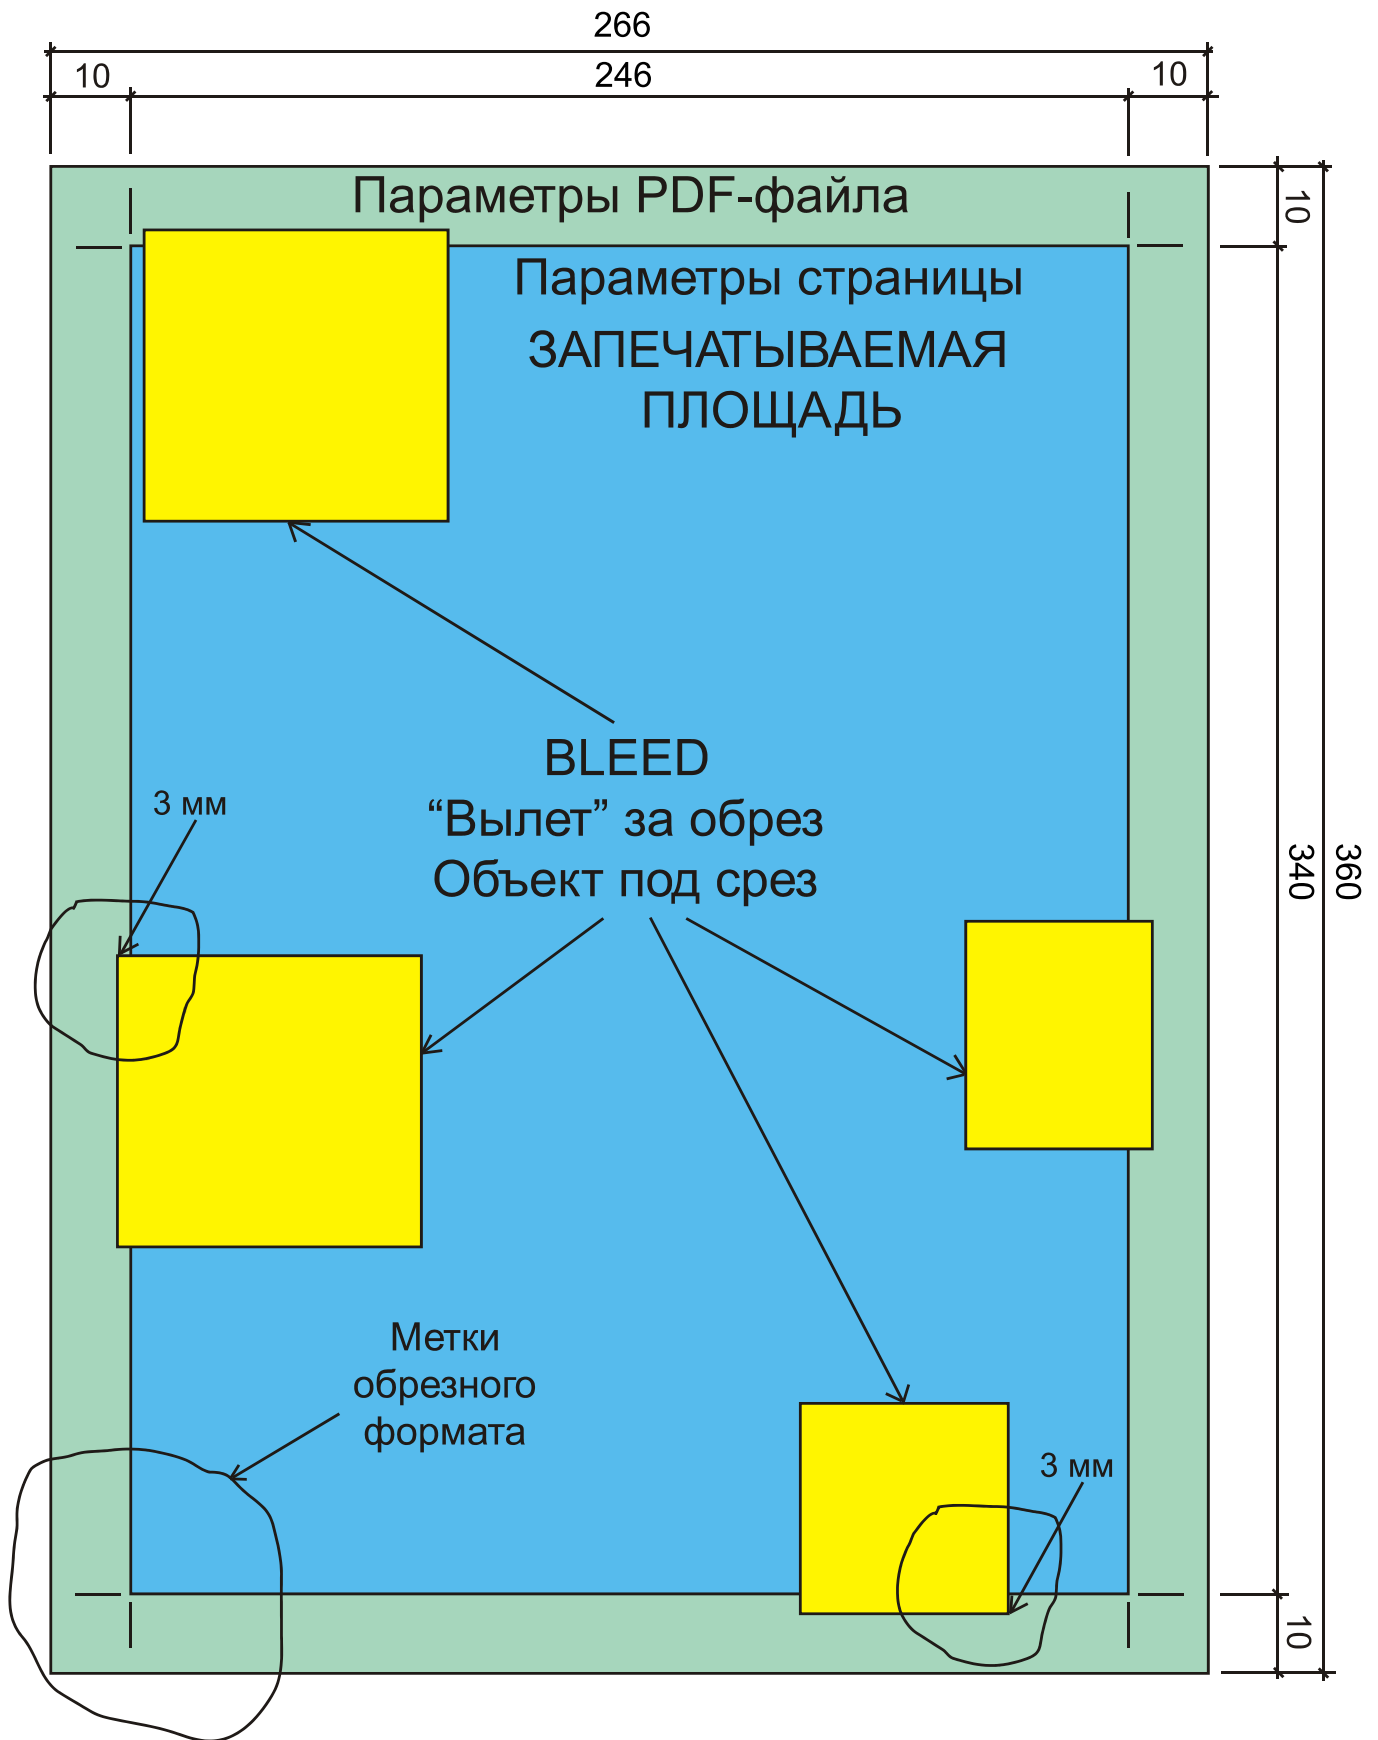 266
10
246
10
Параметры PDF-файла
10
Параметры страницы
ЗАПЕЧАТЫВАЕМАЯ
ПЛОЩАДЬ
BLEED
“Вылет” за обрез
Объект под срез
3 мм
340
360
Метки
обрезного
формата
3 мм
10